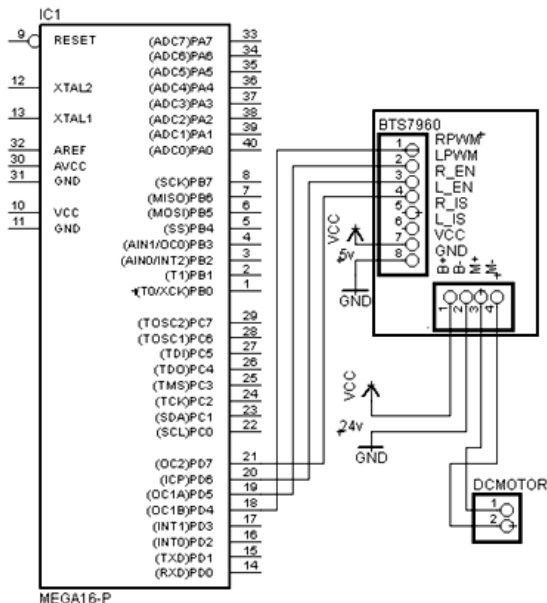 IC1
9 RESET (ADC7)PA7 33
(ADC6)PA6 34
(ADC5)PA5 35
12 XTAL2 (ADC4)PA4 36
(ADC3)PA3 37
13 XTAL1 (ADC2)PA2 38
(ADC1)PA1 39
32 AREF (ADC0)PA0 40
30 AVCC
31 GND (SCK)PB7 8
(MISO)PB6 7
10 VCC (MOSI)PB5 6
11 GND (SS)PB4 5
(AIN1/OC0)PB3 4
(AIN0/INT2)PB2 3
(T1)PB1 2
(T0/XCK)PB0 1
(TOSC2)PC7 29
(TOSC1)PC6 28
(TDI)PC5 27
(TDO)PC4 26
(TMS)PC3 25
(TCK)PC2 24
(SDA)PC1 23
(SCL)PC0 22
(OC2)PD7 21
(ICP)PD6 20
(OC1A)PD5 19
(OC1B)PD4 18
(INT1)PD3 17
(INT0)PD2 16
(TXD)PD1 15
(RXD)PD0 14
MEGA16-P
BTS7960
1 RPWM
2 LPWM
3 R_EN
4 L_EN
5 R_IS
6 L_IS
7 VCC
8 GND
VCC
5v
GND
B+ B- M+ M-
1 2 3 4
VCC
24v
GND
DCMOTOR
1
2